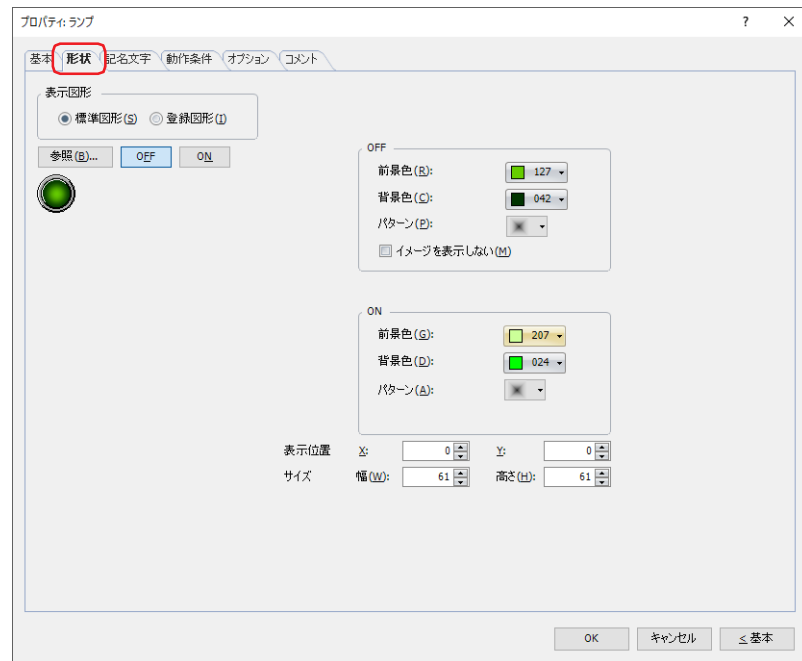 プロパティ: ランプ ? ×
基本 形状 記名文字 動作条件 オプション コメント
表示図形
標準図形(S) 登録図形(I)
参照(B)... OFF ON
OFF
前景色(R): 127
背景色(C): 042
パターン(P):
イメージを表示しない(M)
ON
前景色(G): 207
背景色(D): 024
パターン(A):
表示位置 X: 0 Y: 0
サイズ 幅(W): 61 高さ(H): 61
OK キャンセル <基本